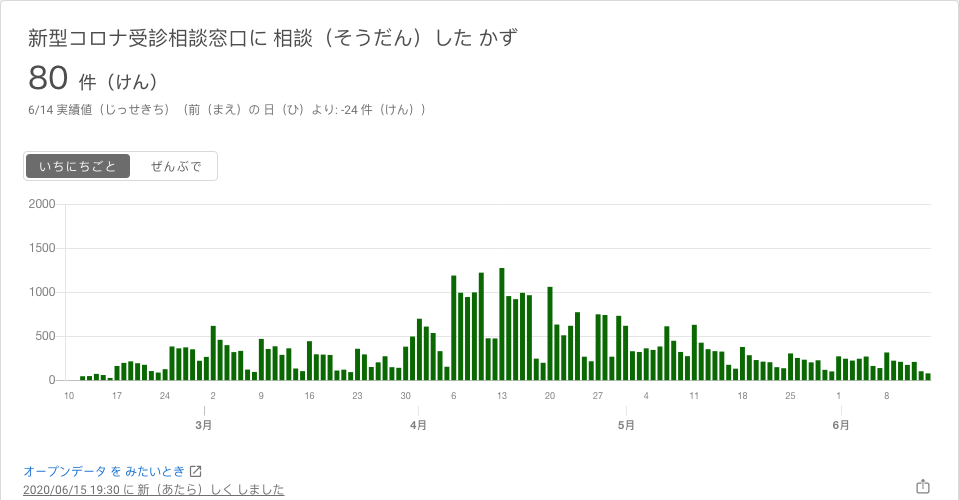 新型コロナ受診相談窓口に 相談（そうだん）した かず
80 件（けん）
6/14 実績値（じっせきち）（前（まえ）の 日（ひ）より: -24 件（けん））
いちにちごと ぜんぶで
2000
1500
1000
500
0
10 17 24 2 9 16 23 30 6 13 20 27 4 11 18 25 1 8
3月 4月 5月 6月
オープンデータ を みたいとき
2020/06/15 19:30 に 新（あたら）しく しました